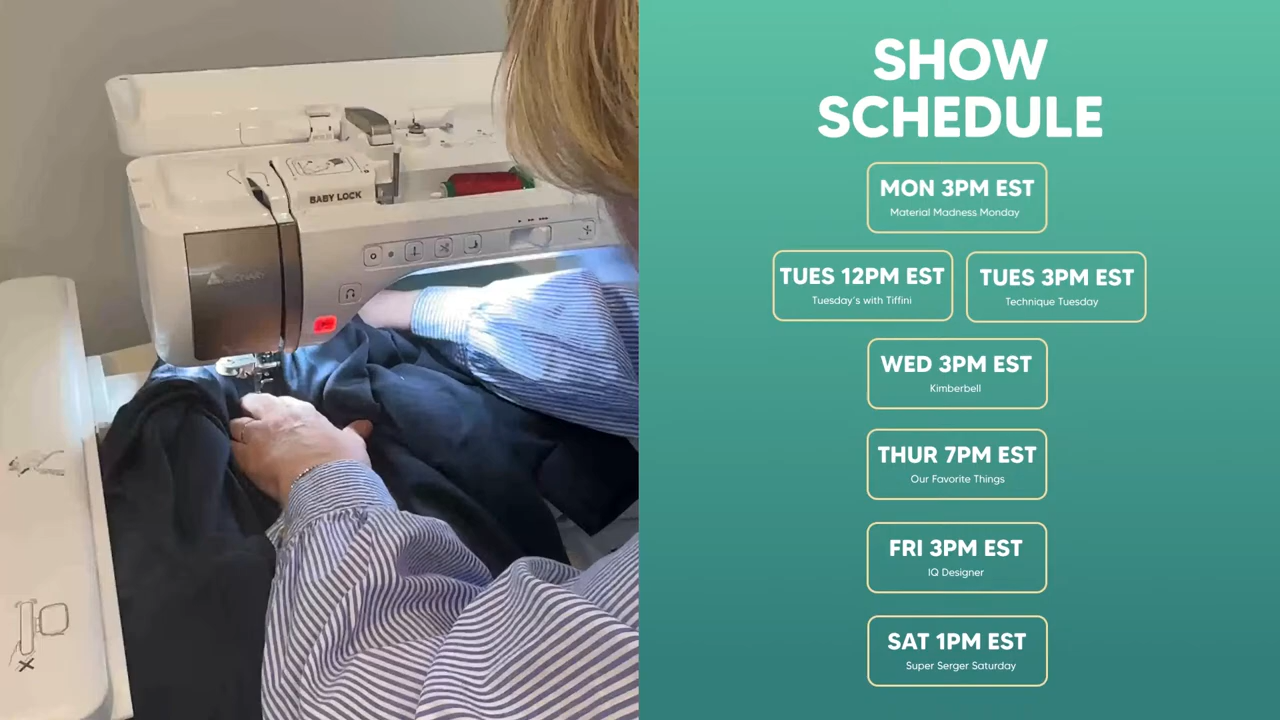 BABY LOCK
SHOW
SCHEDULE
MON 3PM EST
Material Madness Monday
TUES 12PM EST
Tuesday's with Tiffini
TUES 3PM EST
Technique Tuesday
WED 3PM EST
Kimberbell
THUR 7PM EST
Our Favorite Things
FRI 3PM EST
IQ Designer
SAT 1PM EST
Super Serger Saturday